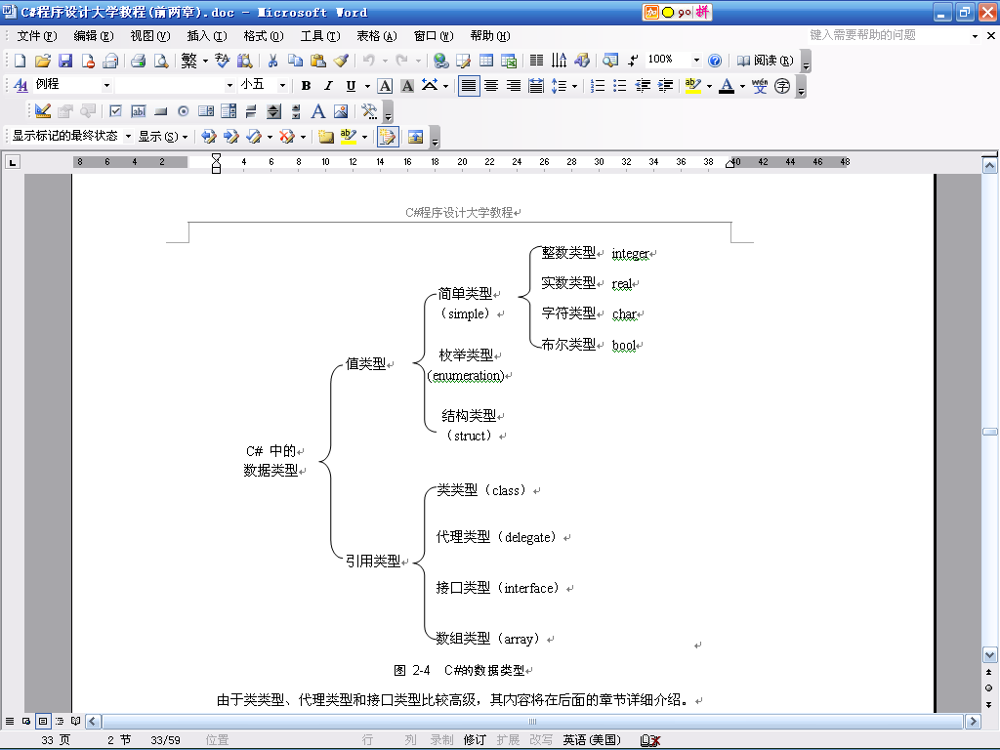 C#程序设计大学教程(前两章).doc - Microsoft Word
文件(F) 编辑(E) 视图(V) 插入(I) 格式(O) 工具(T) 表格(A) 窗口(W) 帮助(H) 键入需要帮助的问题
繁 100% 阅读(R)
例程 小五 B I U A A A wén 字
显示标记的最终状态 显示(S)
8 6 4 2 2 4 6 8 10 12 14 16 18 20 22 24 26 28 30 32 34 36 38 40 42 44 46 48
C#程序设计大学教程
整数类型 integer
实数类型 real
字符类型 char
布尔类型 bool
简单类型
(simple)
枚举类型
(enumeration)
结构类型
(struct)
值类型
C# 中的
数据类型
类类型(class)
代理类型(delegate)
引用类型
接口类型(interface)
数组类型(array)
图 2-4 C#的数据类型
由于类类型、代理类型和接口类型比较高级，其内容将在后面的章节详细介绍。
33 页 2 节 33/59 位置 行 列 录制 修订 扩展 改写 英语(美国)